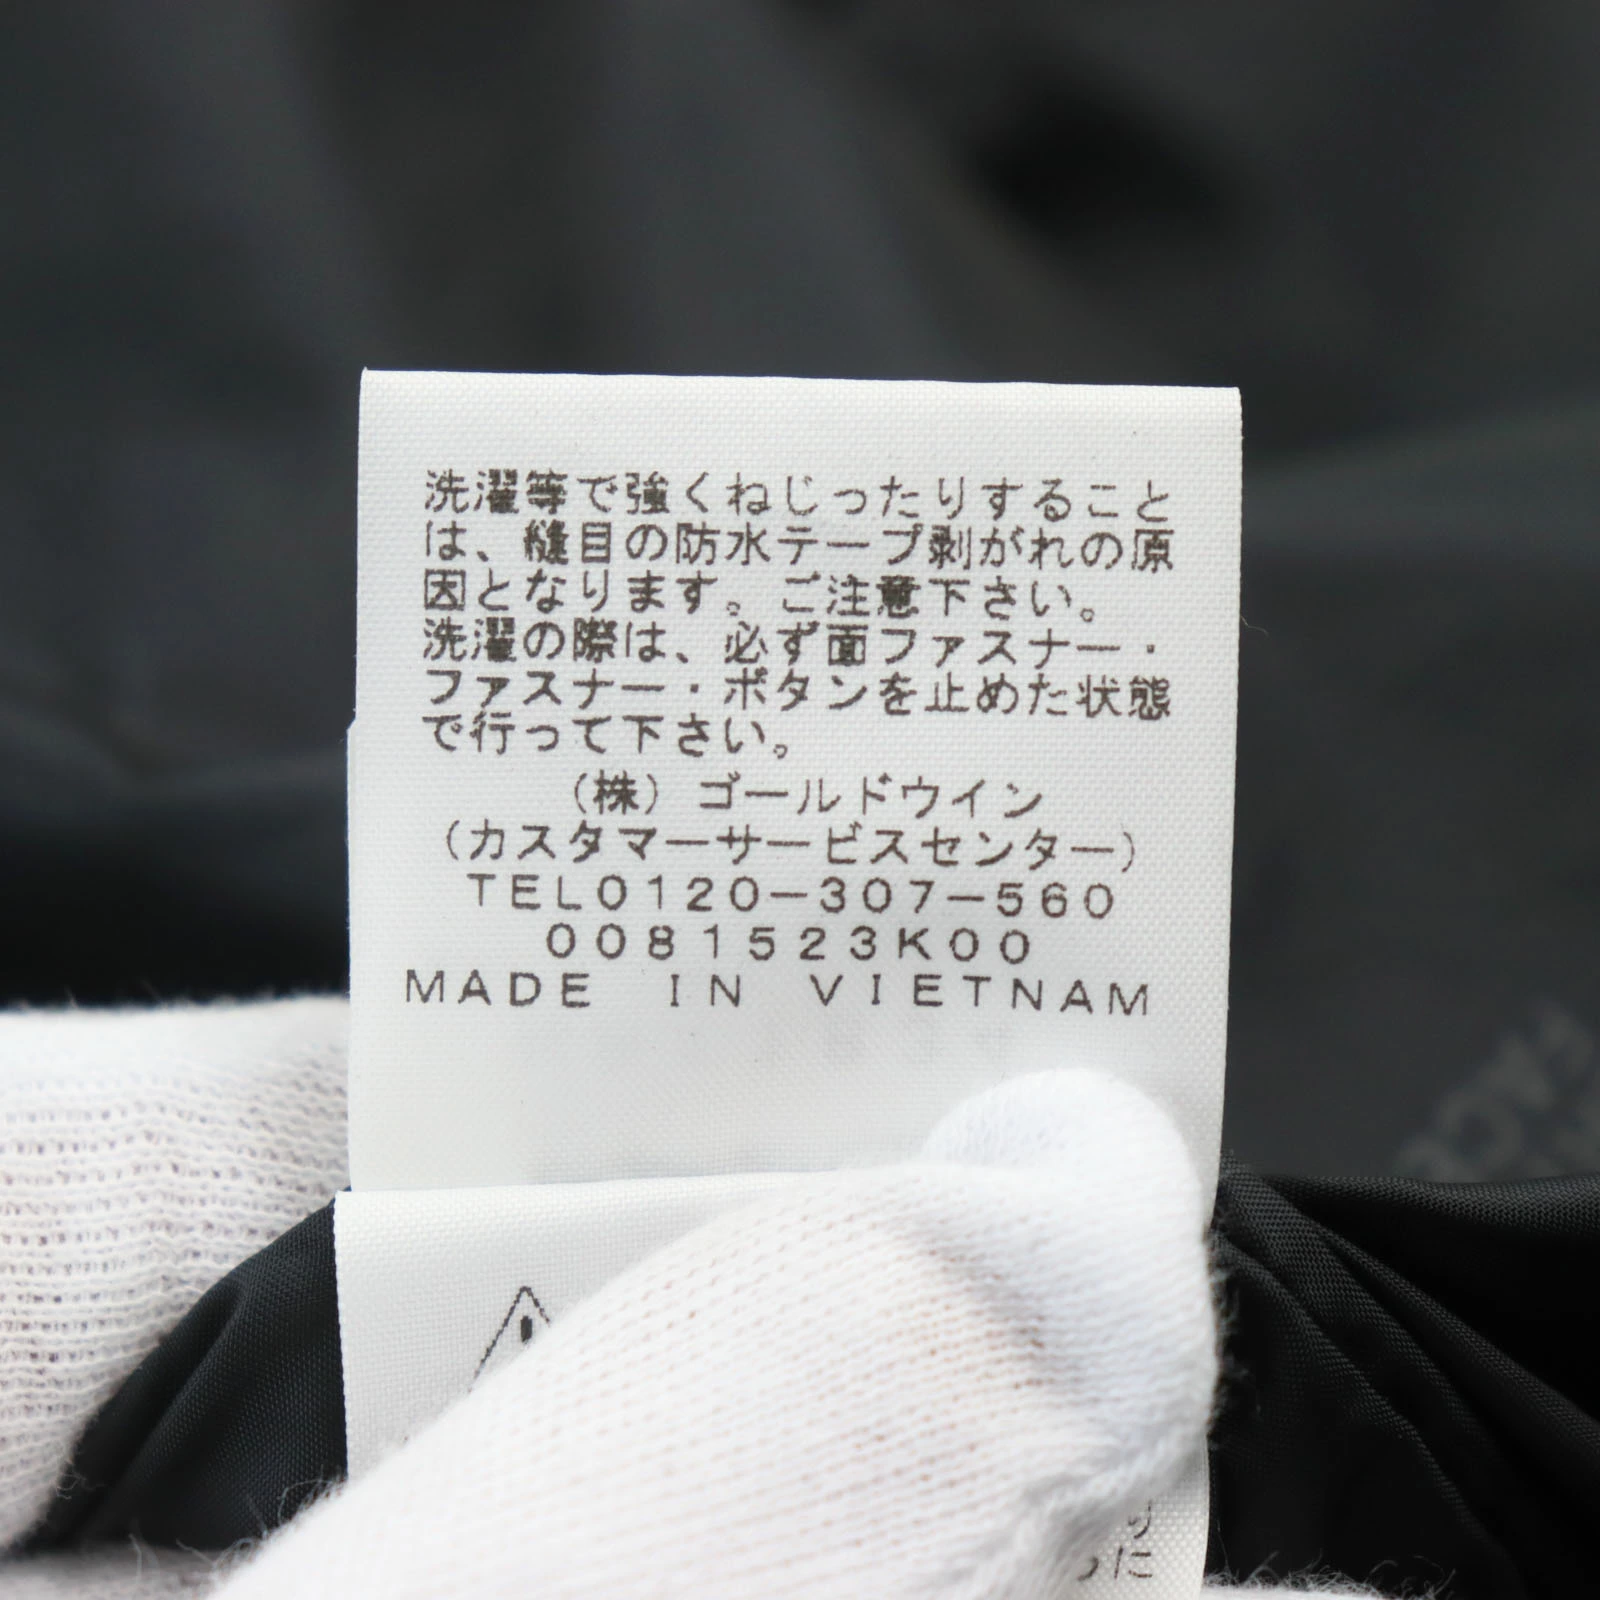 洗濯等で強くねじったりすること
は、縫目の防水テープ剥がれの原
因となります。ご注意下さい。
洗濯の際は、必ず面ファスナー・
ファスナー・ボタンを止めた状態
で行って下さい。
(株)ゴールドウイン
(カスタマーサービスセンター)
TEL0120-307-560
0081523K00
MADE IN VIETNAM
り
に